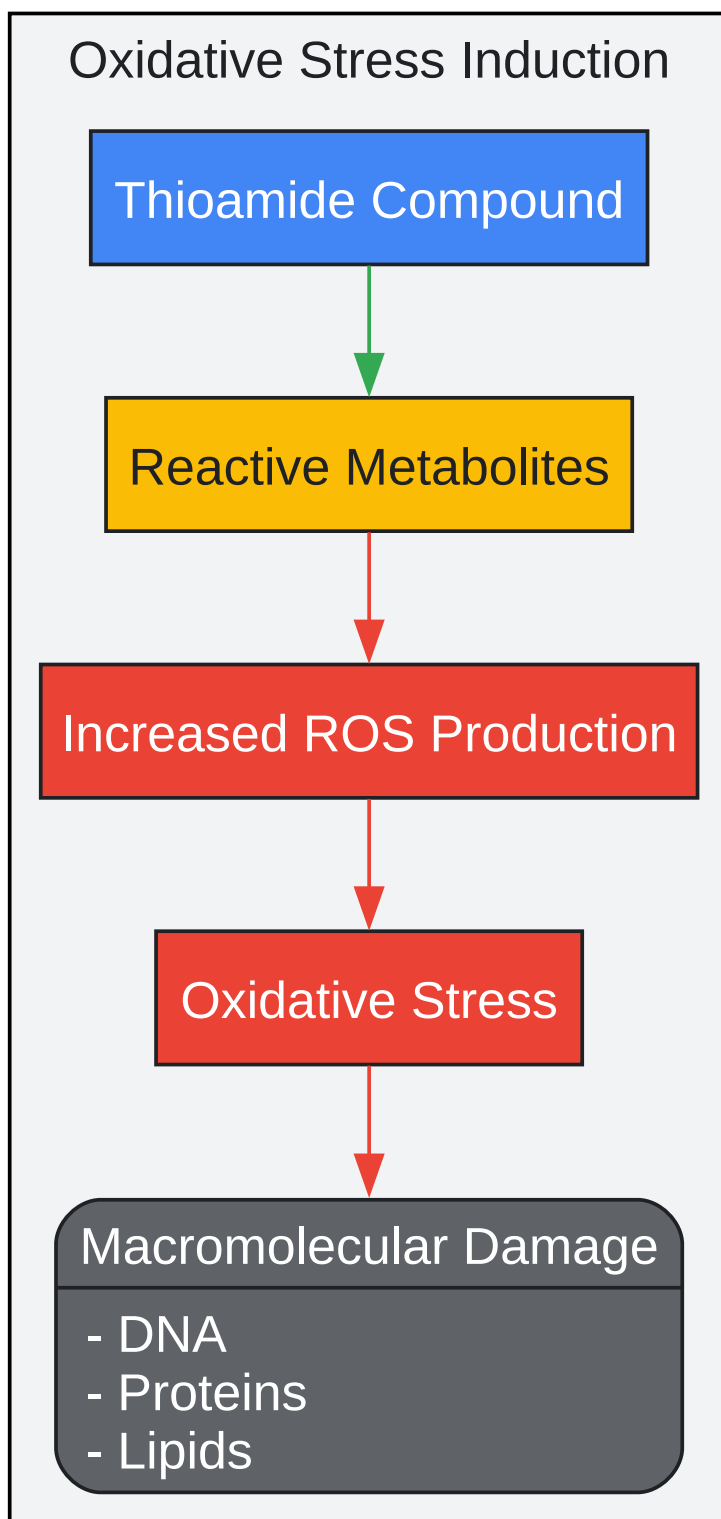 Oxidative Stress Induction
Thioamide Compound
Reactive Metabolites
Increased ROS Production
Oxidative Stress
Macromolecular Damage
- DNA
- Proteins
- Lipids